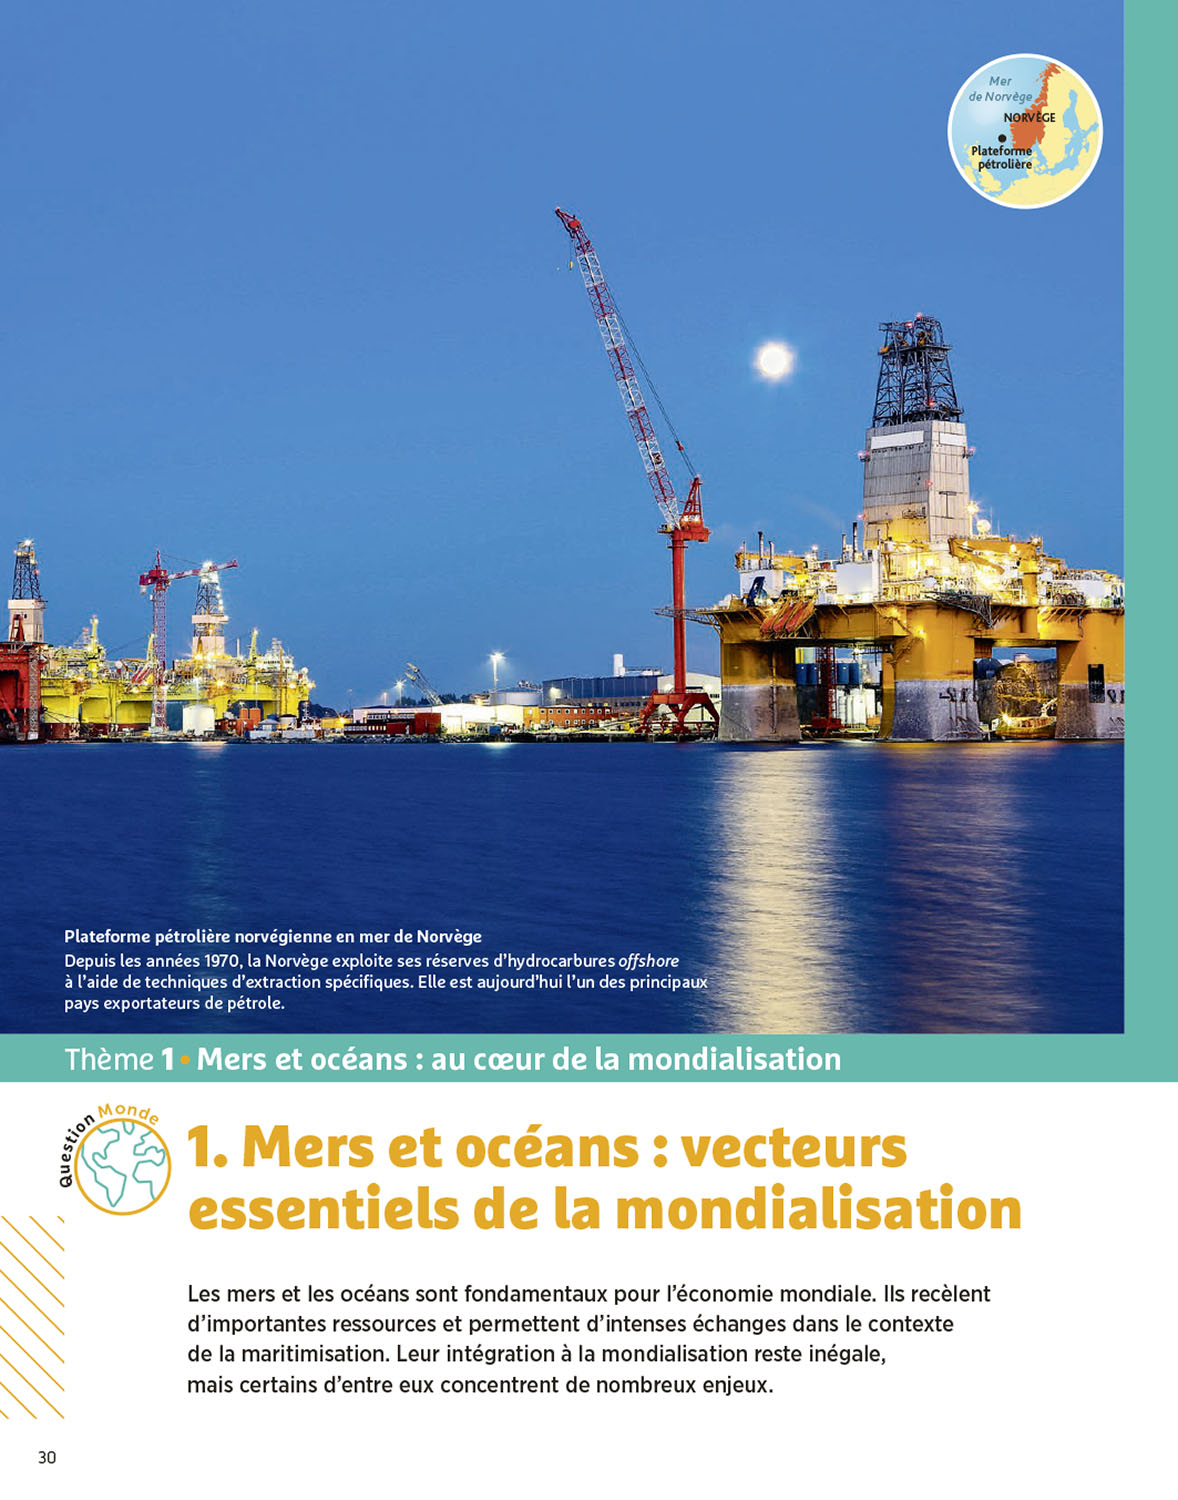 Mer
de Norvège
NORVÈGE
Plateforme
pétrolière
Plateforme pétrolière norvégienne en mer de Norvège
Depuis les années 1970, la Norvège exploite ses réserves d’hydrocarbures offshore
à l’aide de techniques d’extraction spécifiques. Elle est aujourd’hui l’un des principaux
pays exportateurs de pétrole.
Thème 1 • Mers et océans : au cœur de la mondialisation
Question Monde
1. Mers et océans : vecteurs
essentiels de la mondialisation
Les mers et les océans sont fondamentaux pour l’économie mondiale. Ils recèlent
d’importantes ressources et permettent d’intenses échanges dans le contexte
de la maritimisation. Leur intégration à la mondialisation reste inégale,
mais certains d’entre eux concentrent de nombreux enjeux.
30